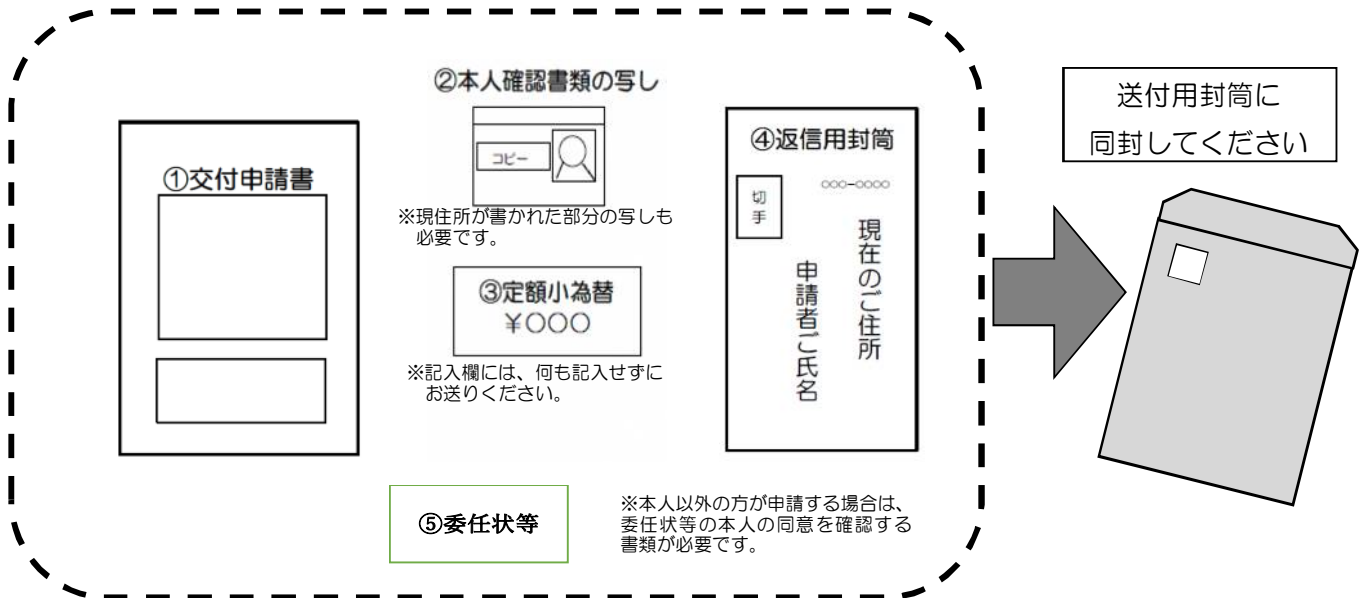 ①交付申請書
②本人確認書類の写し
コピー
※現住所が書かれた部分の写しも
必要です。
③定額小為替
¥○○○
※記入欄には、何も記入せずに
お送りください。
④返信用封筒
切手
○○○-○○○○
現在のご住所
申請者ご氏名
⑤委任状等
※本人以外の方が申請する場合は、
委任状等の本人の同意を確認する
書類が必要です。
送付用封筒に
同封してください